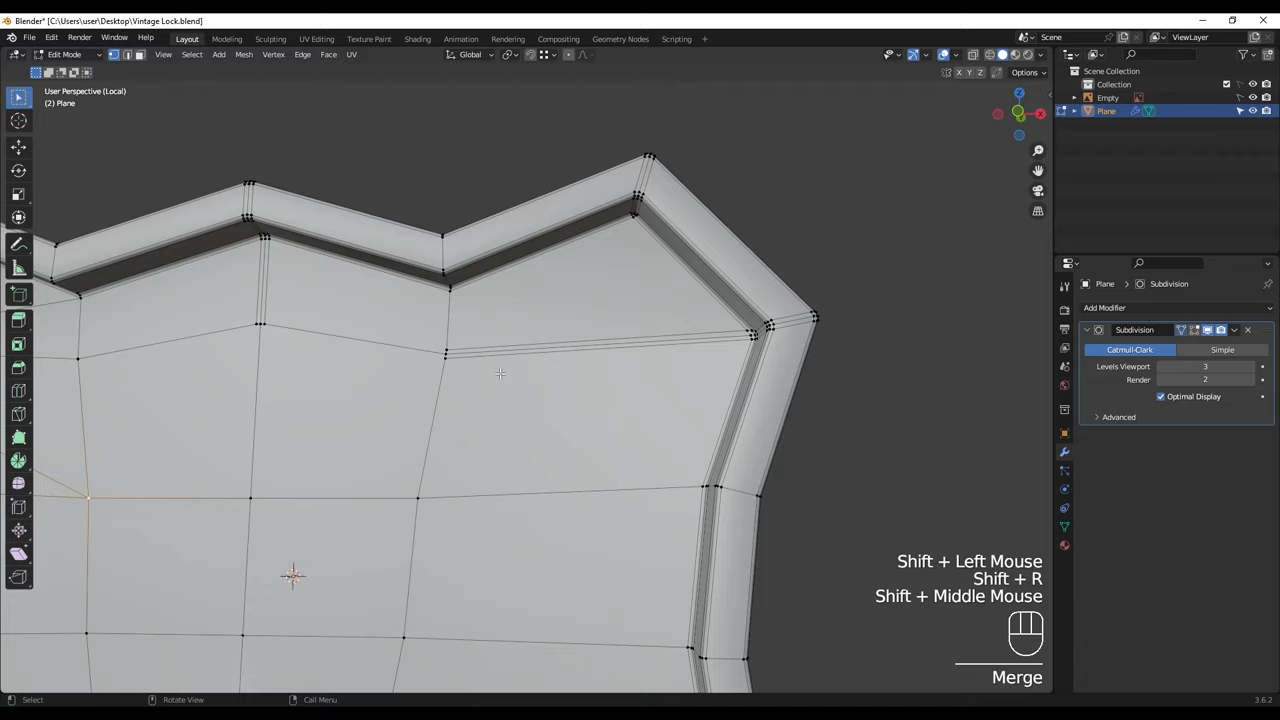 Blender* [C:\Users\user\Desktop\Vintage Lock.blend]
File Edit Render Window Help Layout Modeling Sculpting UV Editing Texture Paint Shading Animation Rendering Compositing Geometry Nodes Scripting + Scene ViewLayer
Edit Mode View Select Add Mesh Vertex Edge Face UV Global
X Y Z Options
Scene Collection
Collection
Empty
Plane
User Perspective (Local)
(2) Plane
Z
X
Y
Plane > Subdivision
Add Modifier
Subdivision
Catmull-Clark Simple
Levels Viewport 3
Render 2
Optimal Display
Advanced
Shift + Left Mouse
Shift + R
Shift + Middle Mouse
Merge
Select Rotate View Call Menu 3.6.2